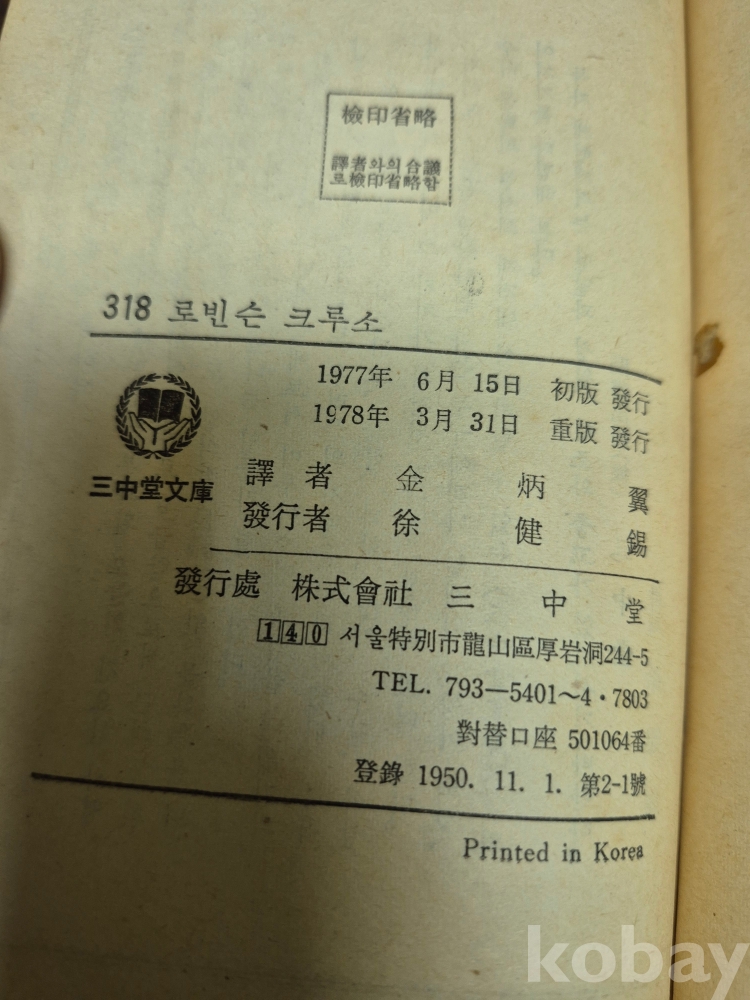 檢印省略
譯者와의 合議
로 檢印省略함
318 로빈슨 크루소
1977年 6月 15日 初版 發行
1978年 3月 31日 重版 發行
三中堂文庫
譯者 金炳翼
發行者 徐健錫
發行處 株式會社 三中堂
140 서울特別市龍山區厚岩洞244-5
TEL. 793—5401~4·7803
對替口座 501064番
登錄 1950. 11. 1. 第2-1號
Printed in Korea
kobay